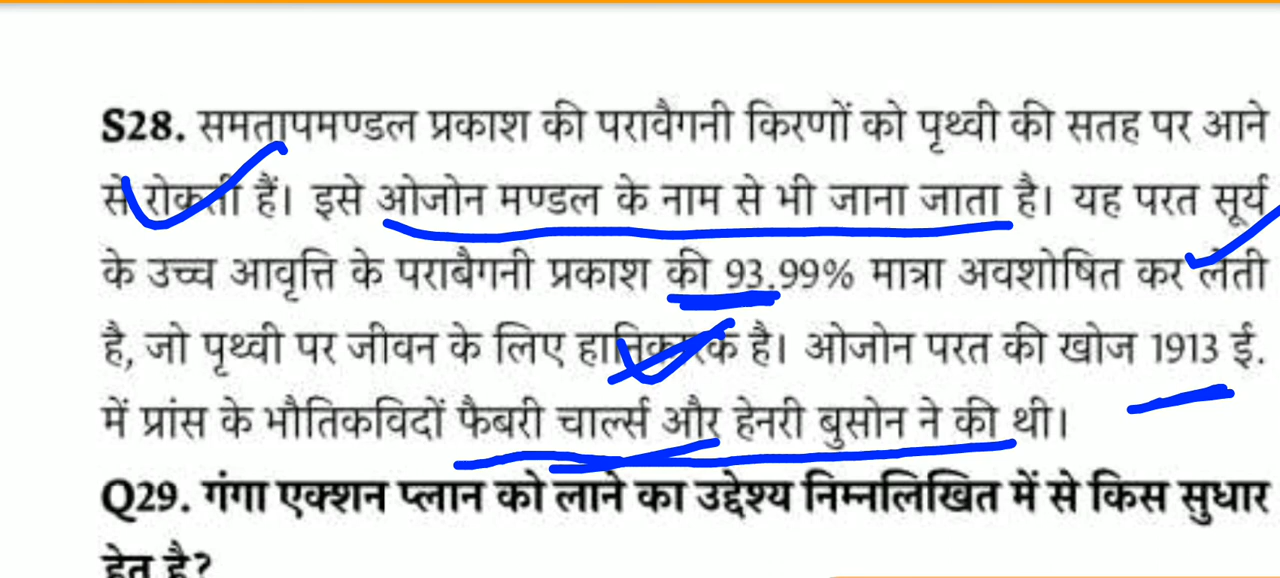 S28. समतापमण्डल प्रकाश की परावैगनी किरणों को पृथ्वी की सतह पर आने
से रोकती हैं। इसे ओजोन मण्डल के नाम से भी जाना जाता है। यह परत सूर्य
के उच्च आवृत्ति के पराबैगनी प्रकाश की 93.99% मात्रा अवशोषित कर लेती
है, जो पृथ्वी पर जीवन के लिए हानिकारक है। ओजोन परत की खोज 1913 ई.
में प्रांस के भौतिकविदों फैबरी चार्ल्स और हेनरी बुसोन ने की थी।
Q29. गंगा एक्शन प्लान को लाने का उद्देश्य निम्नलिखित में से किस सुधार
हेतु है?